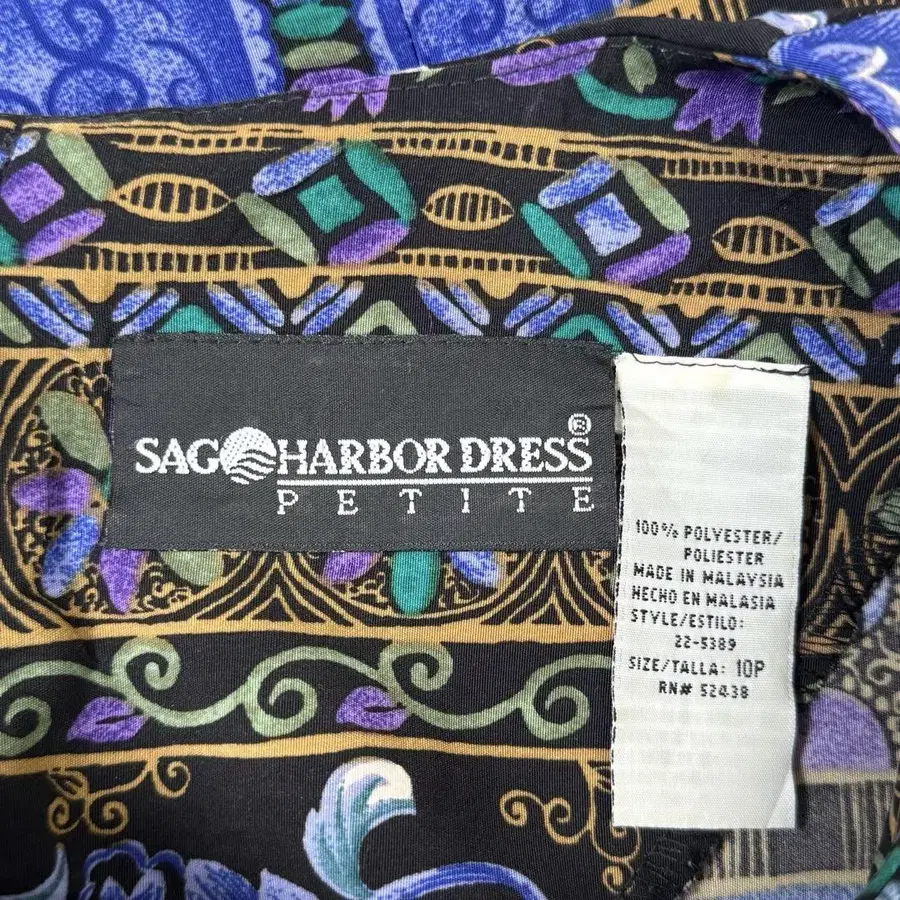 SAG HARBOR DRESS®
PETITE
100% POLYESTER/
POLIESTER
MADE IN MALAYSIA
HECHO EN MALASIA
STYLE/ESTILO:
22-5389
SIZE/TALLA: 10P
RN# 52438